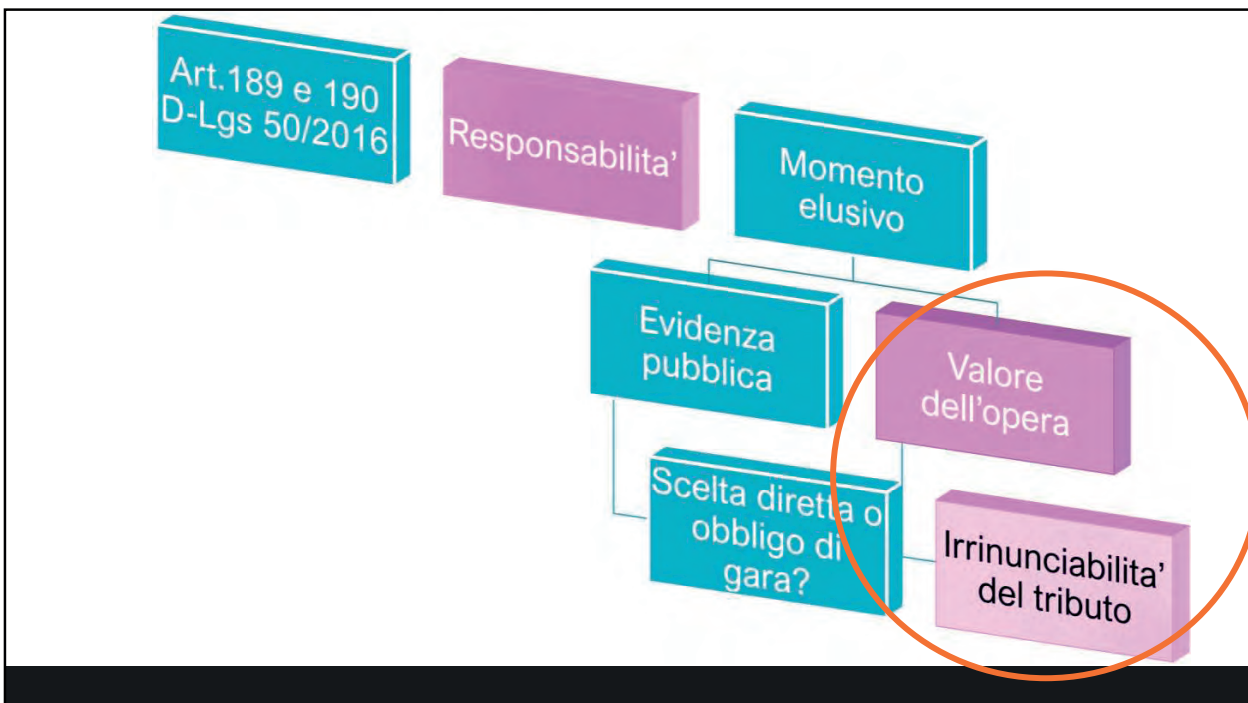 Art.189 e 190
D-Lgs 50/2016
Responsabilita’
Momento
elusivo
Evidenza
pubblica
Valore
dell’opera
Scelta diretta o
obbligo di
gara?
Irrinunciabilita’
del tributo